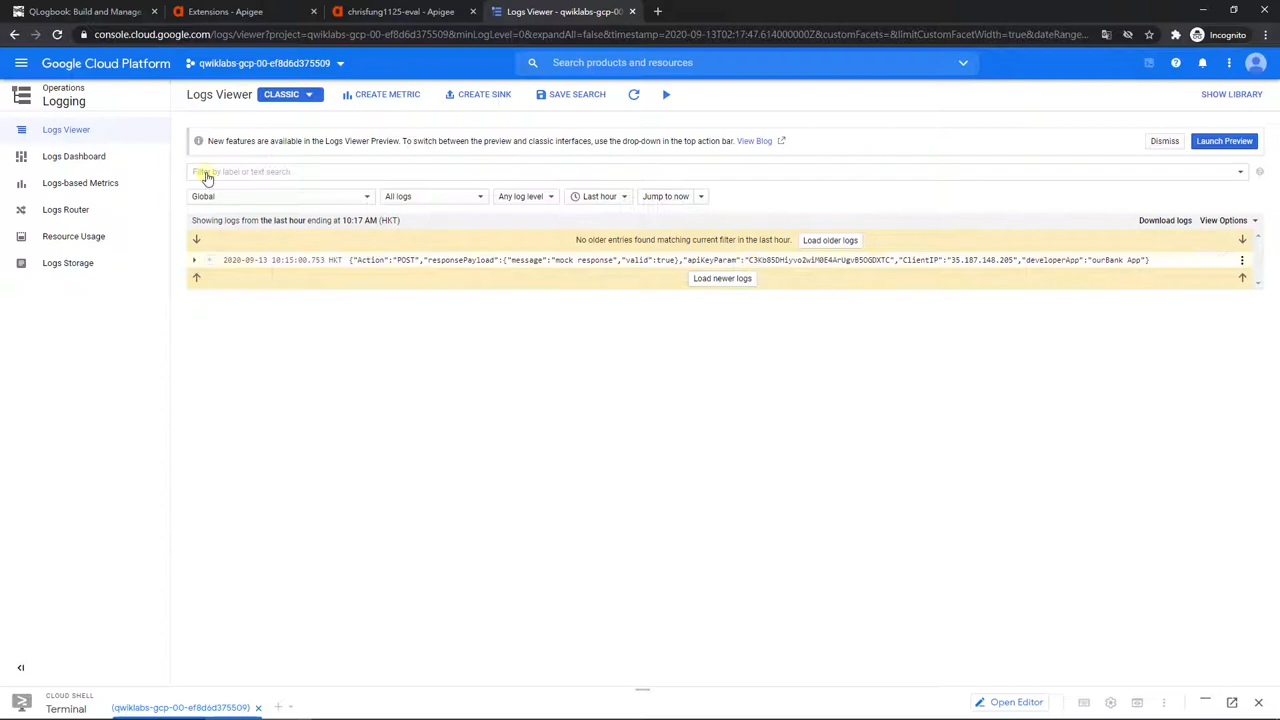 QLogbook: Build and Manage
Extensions - Apigee
chrisfung1125-eval - Apigee
Logs Viewer - qwiklabs-gcp-00
console.cloud.google.com/logs/viewer?project=qwiklabs-gcp-00-ef8d6d375509&minLogLevel=0&expandAll=false&timestamp=2020-09-13T02:17:47.614000000Z&customFacets=&limitCustomFacetWidth=true&dateRange...
Incognito
Google Cloud Platform
qwiklabs-gcp-00-ef8d6d375509
Search products and resources
Operations
Logging
Logs Viewer
CLASSIC
CREATE METRIC
CREATE SINK
SAVE SEARCH
SHOW LIBRARY
Logs Viewer
Logs Dashboard
Logs-based Metrics
Logs Router
Resource Usage
Logs Storage
New features are available in the Logs Viewer Preview. To switch between the preview and classic interfaces, use the drop-down in the top action bar. View Blog
Dismiss
Launch Preview
Filter by label or text search...
Global
All logs
Any log level
Last hour
Jump to now
Showing logs from the last hour ending at 10:17 AM (HKT)
Download logs
View Options
No older entries found matching current filter in the last hour.
Load older logs
2020-09-13 10:15:00.753 HKT {"Action":"POST","responsePayload":{"message":"mock response","valid":true},"apiKeyParam":"C3Kb85DHiyvo2wiM0E4ArUgvB5OGDXTC","ClientIP":"35.187.148.205","developerApp":"ourBank App"}
Load newer logs
CLOUD SHELL
Terminal
(qwiklabs-gcp-00-ef8d6d375509)
Open Editor